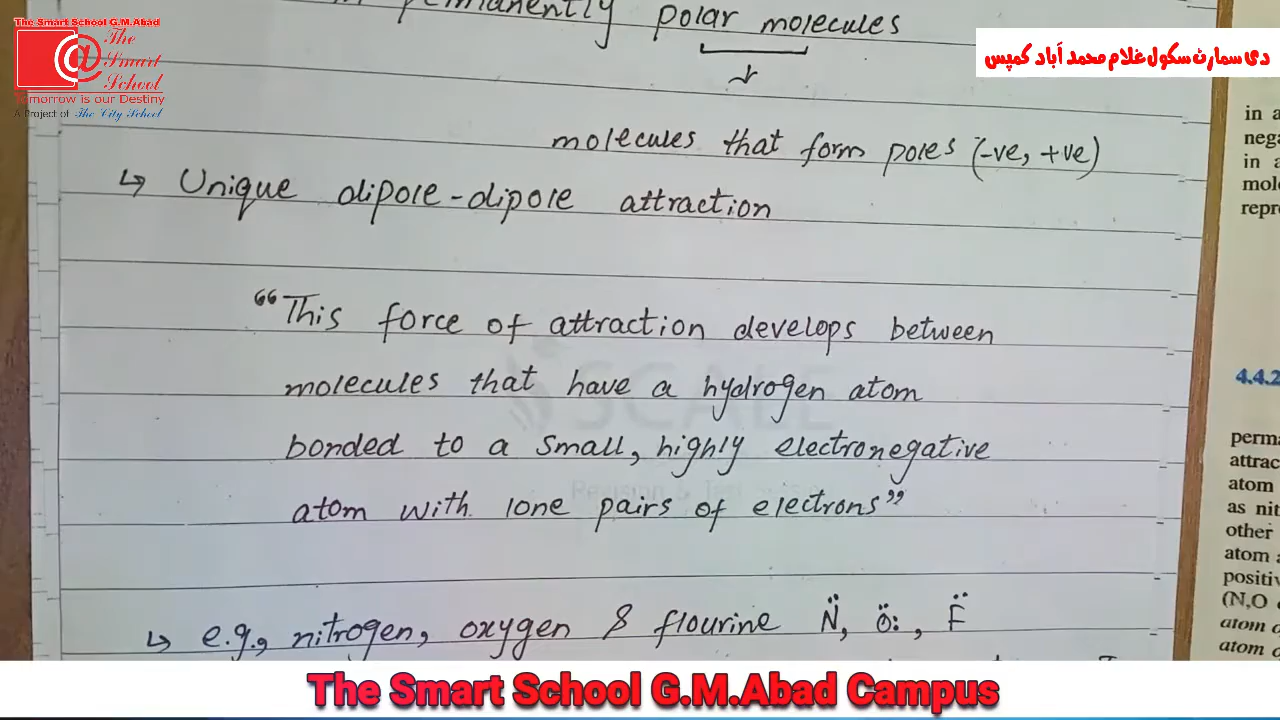 The Smart School G.M.Abad
The
Smart
School
Tomorrow is our Destiny
A Project of The City School
permanently polar molecules
دی سمارٹ سکول غلام محمد آباد کمپس
molecules that form poles (-ve, +ve)
↳ Unique dipole-dipole attraction
“This force of attraction develops between
molecules that have a hydrogen atom
bonded to a small, highly electronegative
atom with lone pairs of electrons”
↳ e.g., nitrogen, oxygen & flourine N̈, Ö:, F̈
in a
nega
in a
mole
repre
4.4.2
perma
attrac
atom
as nit
other
atom a
positiv
(N,O
atom
atom
SCALE
The Smart School G.M.Abad Campus